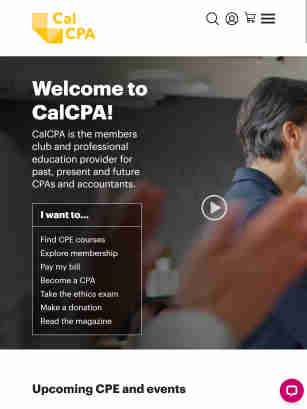 Cal
CPA
Welcome to
CalCPA!
CalCPA is the members
club and professional
education provider for
past, present and future
CPAs and accountants.
I want to...
Find CPE courses
Explore membership
Pay my bill
Become a CPA
Take the ethics exam
Make a donation
Read the magazine
Upcoming CPE and events